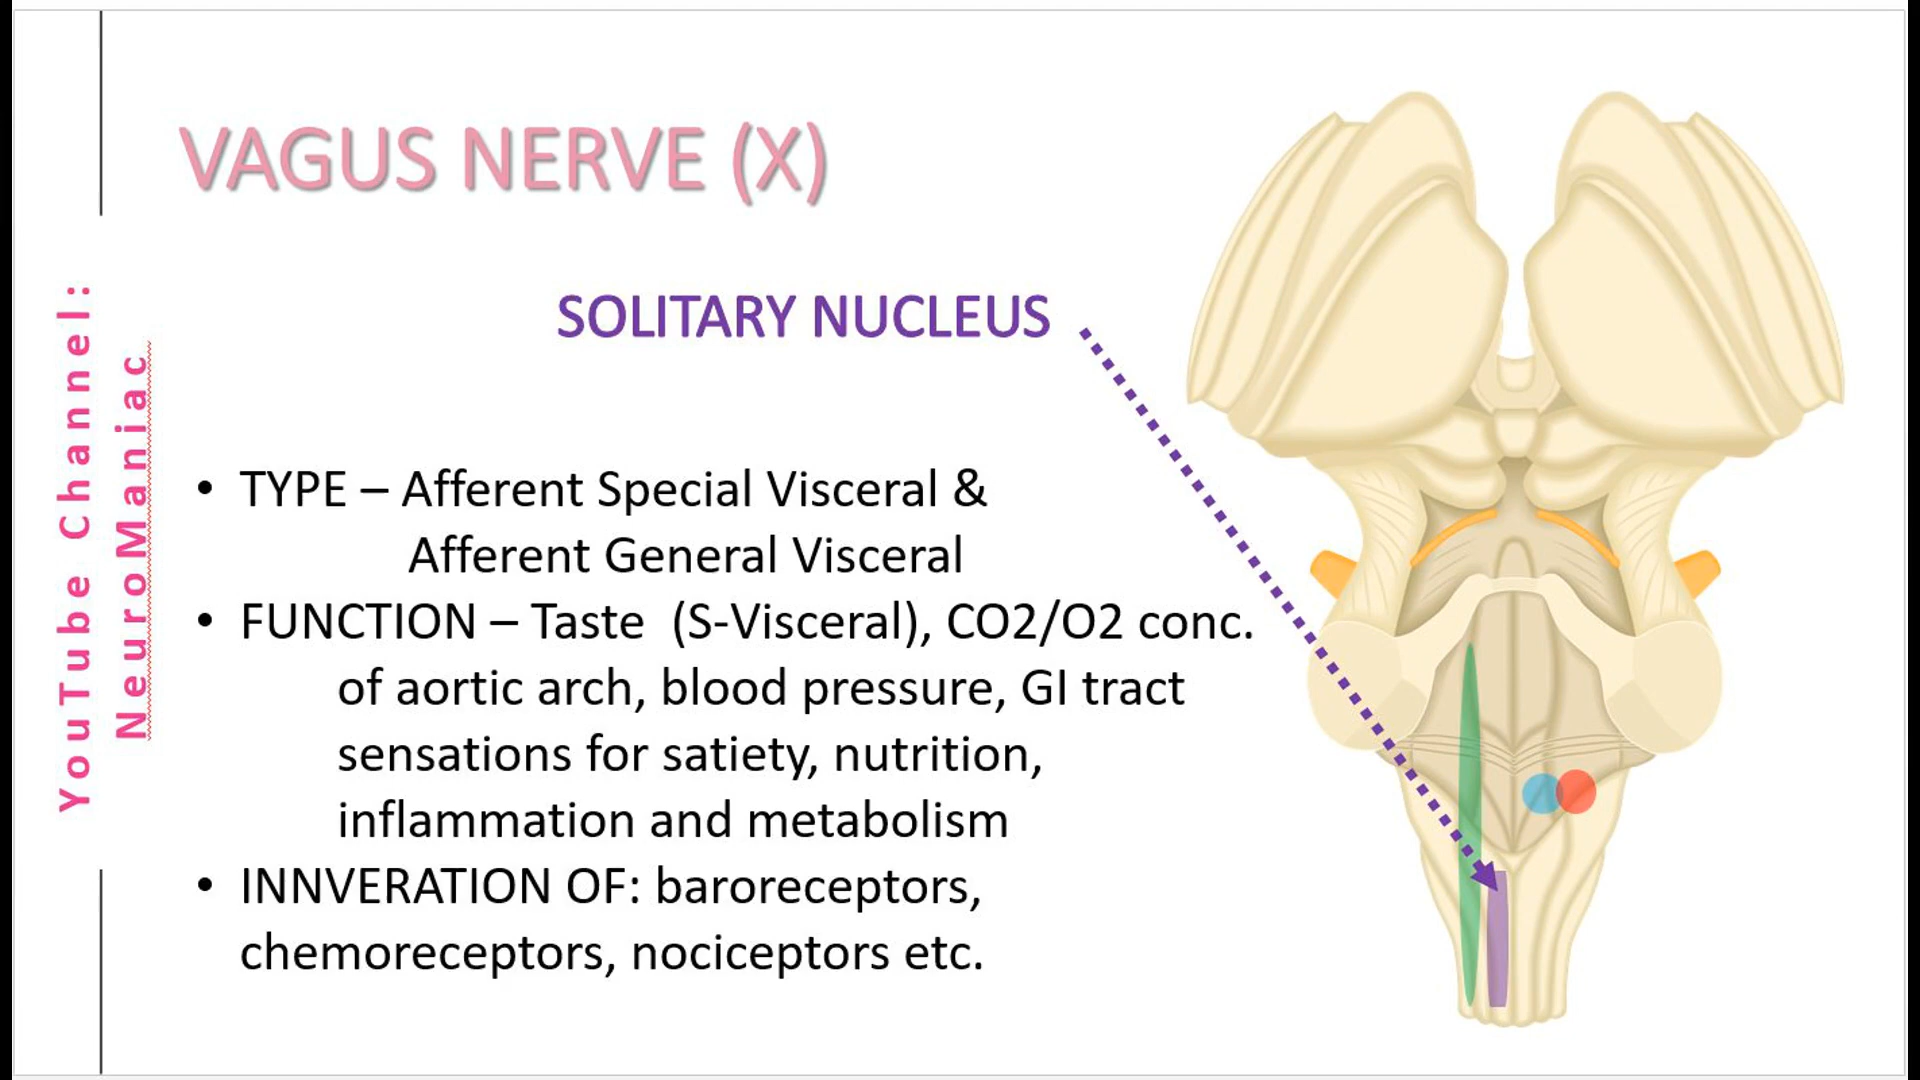 VAGUS NERVE (X)
SOLITARY NUCLEUS
YouTube Channel:
NeuroManiac
• TYPE – Afferent Special Visceral &
Afferent General Visceral
• FUNCTION – Taste (S-Visceral), CO2/O2 conc.
of aortic arch, blood pressure, GI tract
sensations for satiety, nutrition,
inflammation and metabolism
• INNVERATION OF: baroreceptors,
chemoreceptors, nociceptors etc.